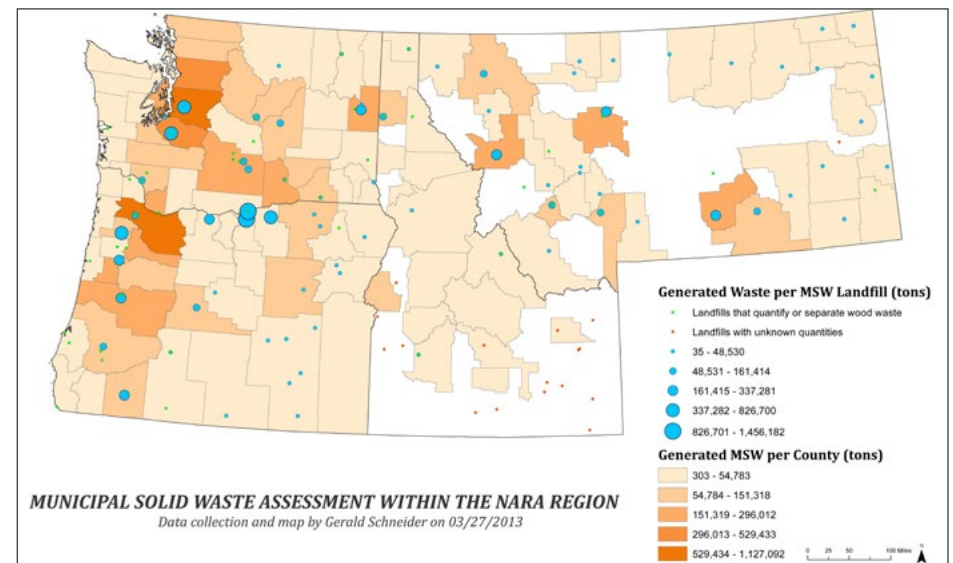 Generated Waste per MSW Landfill (tons)
Landfills that quantify or separate wood waste
Landfills with unknown quantities
35 - 48,530
48,531 - 161,414
161,415 - 337,281
337,282 - 826,700
826,701 - 1,456,182
Generated MSW per County (tons)
303 - 54,783
54,784 - 151,318
151,319 - 296,012
296,013 - 529,433
529,434 - 1,127,092
MUNICIPAL SOLID WASTE ASSESSMENT WITHIN THE NARA REGION
Data collection and map by Gerald Schneider on 03/27/2013
0 25 50 100 Miles
N